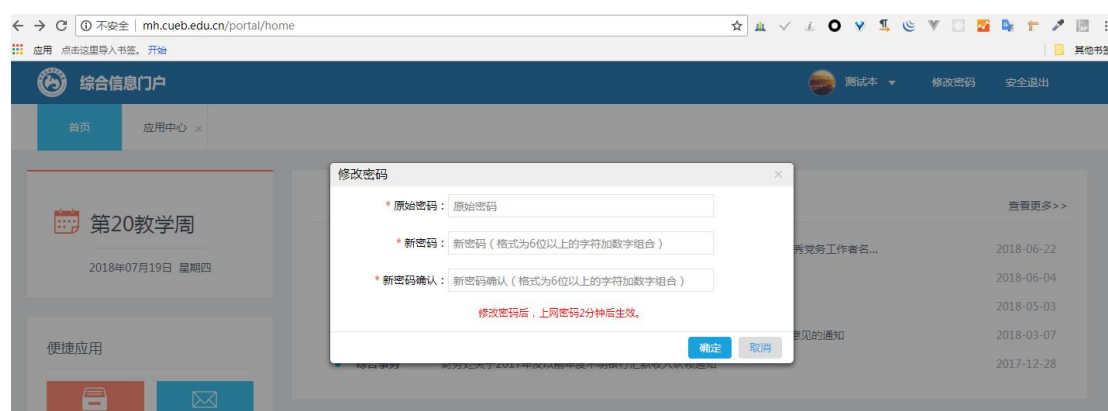 不安全 | mh.cueb.edu.cn/portal/home
应用 点击这里导入书签。 开始
其他书签
综合信息门户
测试本 修改密码 安全退出
首页 应用中心 ×
修改密码 ×
* 原始密码： 原始密码
* 新密码： 新密码（格式为6位以上的字符加数字组合）
* 新密码确认： 新密码确认（格式为6位以上的字符加数字组合）
修改密码后，上网密码2分钟后生效。
确定 取消
第20教学周
2018年07月19日 星期四
便捷应用
查看更多>>
秀党务工作者名... 2018-06-22
2018-06-04
2018-05-03
意见的通知 2018-03-07
2017-12-28